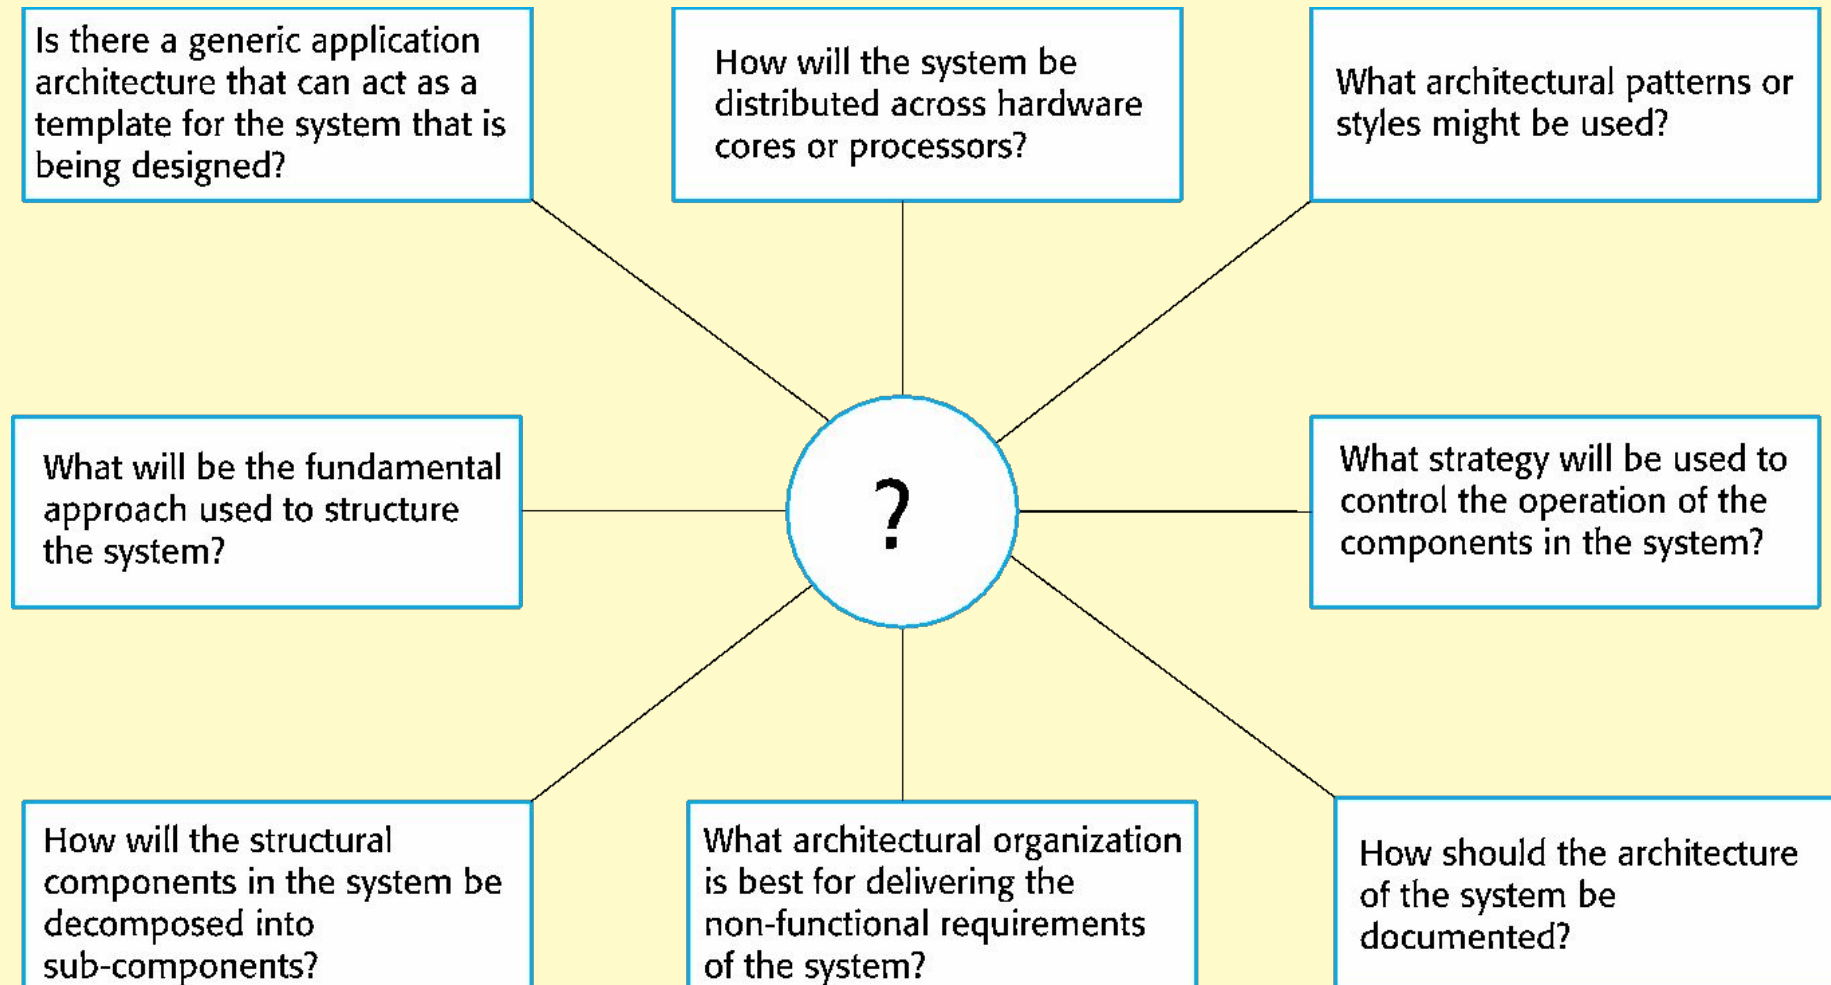 Is there a generic application
architecture that can act as a
template for the system that is
being designed?
How will the system be
distributed across hardware
cores or processors?
What architectural patterns or
styles might be used?
What will be the fundamental
approach used to structure
the system?
?
What strategy will be used to
control the operation of the
components in the system?
How will the structural
components in the system be
decomposed into
sub-components?
What architectural organization
is best for delivering the
non-functional requirements
of the system?
How should the architecture
of the system be
documented?